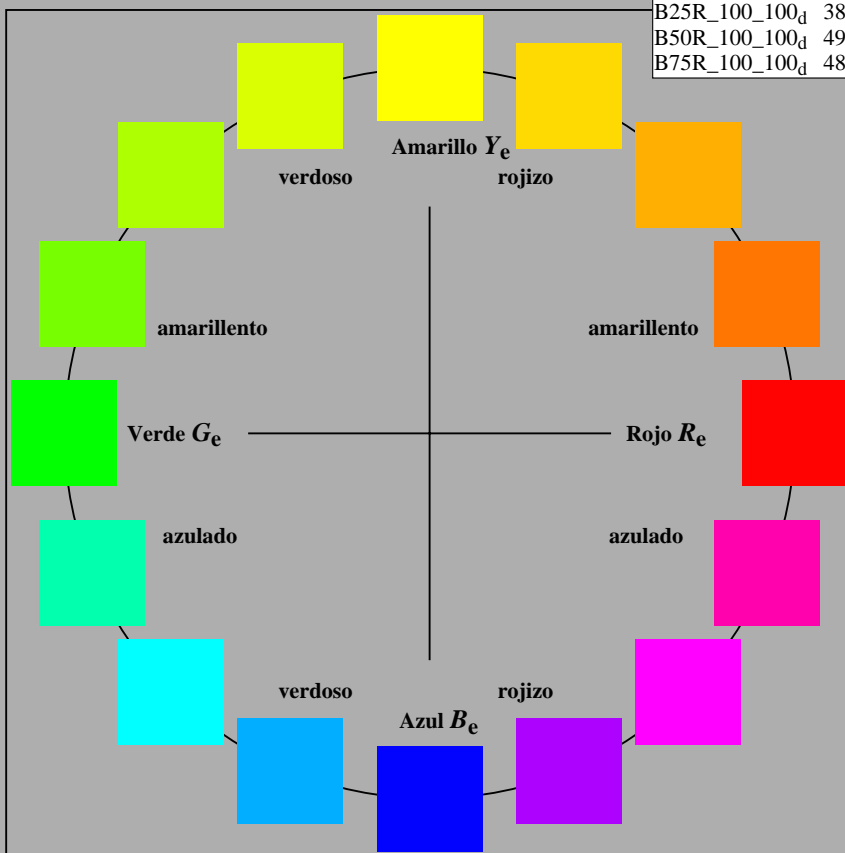 B25R_100_100d 38
B50R_100_100d 49
B75R_100_100d 48
Amarillo Ye
verdoso rojizo
amarillento amarillento
Verde Ge Rojo Re
azulado azulado
verdoso rojizo
Azul Be